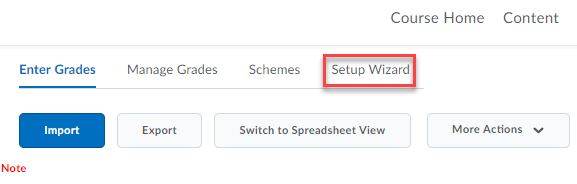 Course Home Content
Enter Grades Manage Grades Schemes Setup Wizard
Import Export Switch to Spreadsheet View More Actions
Note